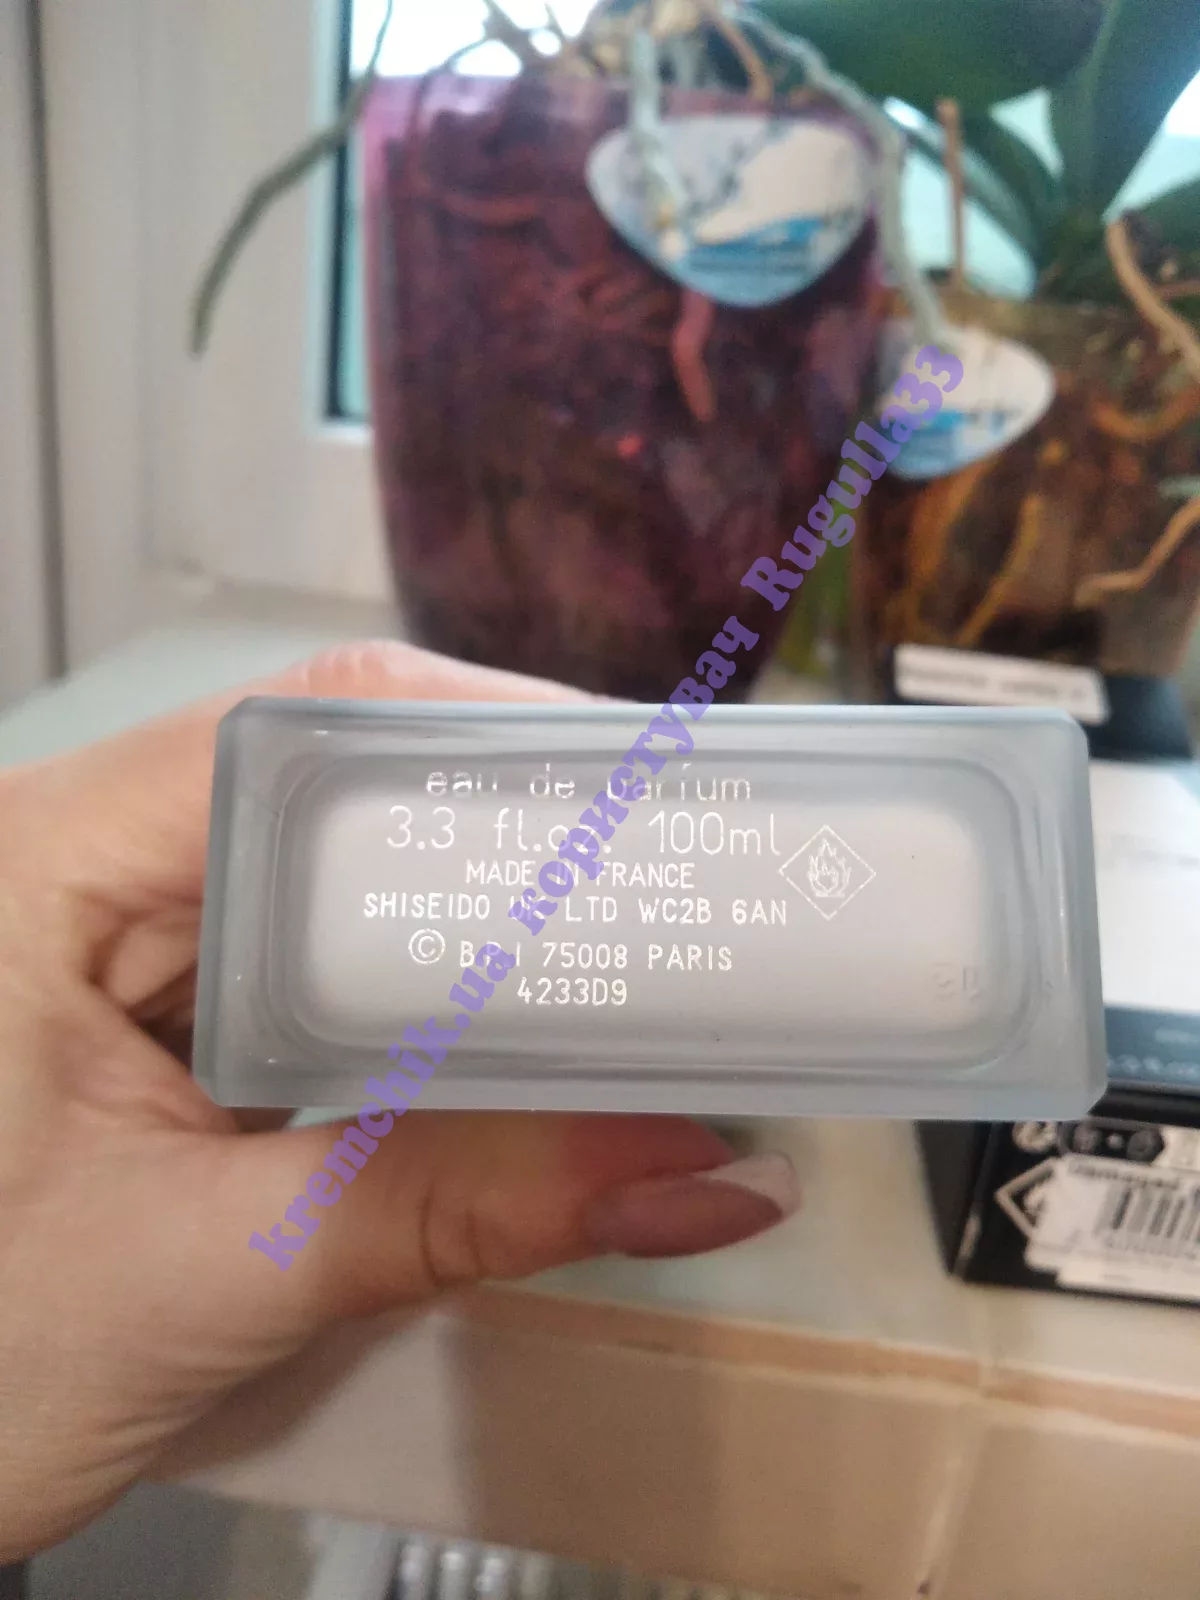 eau de parfum
3.3 fl.oz. 100ml
MADE IN FRANCE
SHISEIDO UK LTD WC2B 6AN
© BPI 75008 PARIS
4233D9
kremchik.ua користувач Rugulla33
Damaged